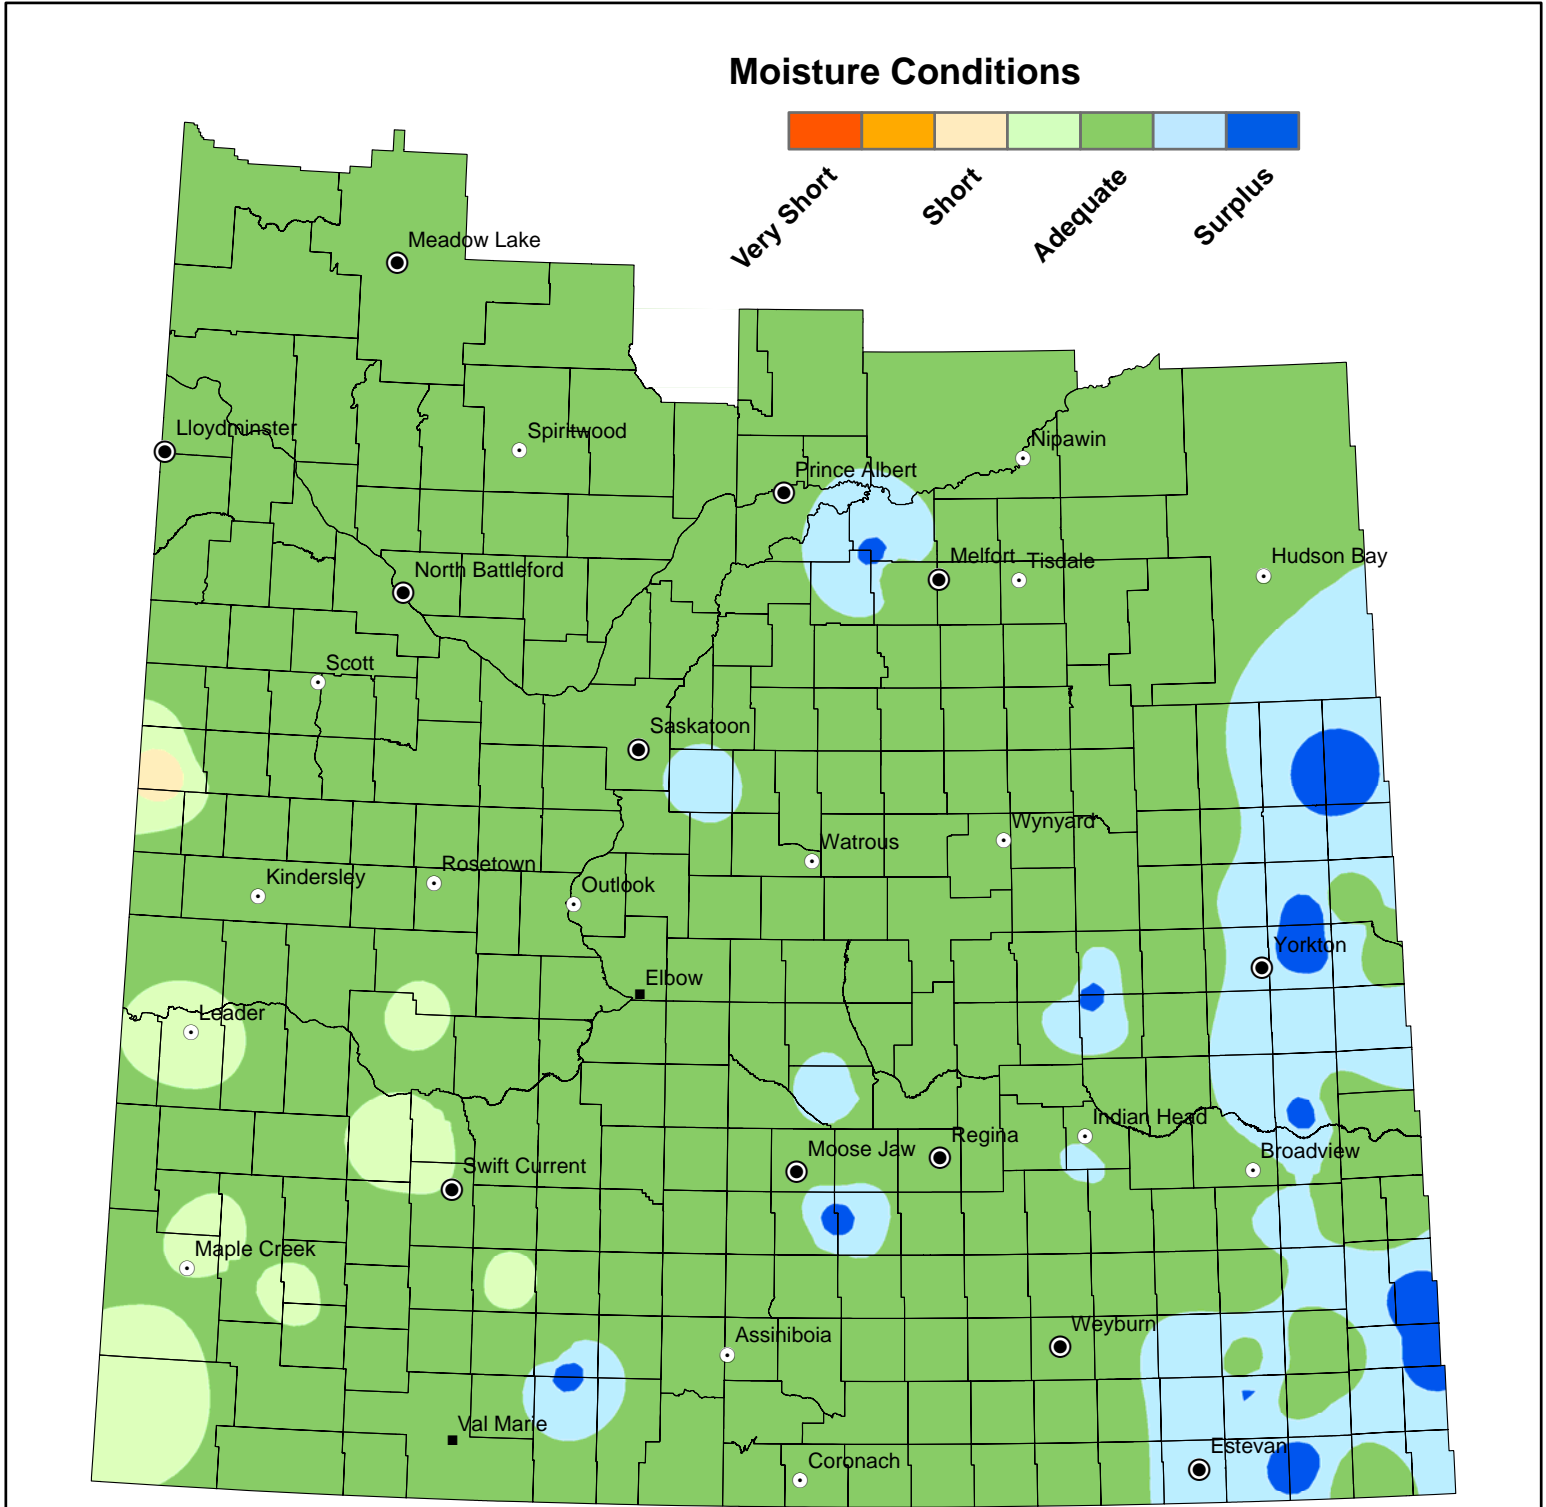 Moisture Conditions
Very Short
Short
Adequate
Surplus
Meadow Lake
Lloydminster
Spiritwood
Nipawin
Prince Albert
Melfort
Tisdale
Hudson Bay
North Battleford
Scott
Saskatoon
Wynyard
Watrous
Rosetown
Kindersley
Outlook
Yorkton
Elbow
Leader
Indian Head
Regina
Moose Jaw
Broadview
Swift Current
Maple Creek
Weyburn
Assiniboia
Val Marie
Estevan
Coronach